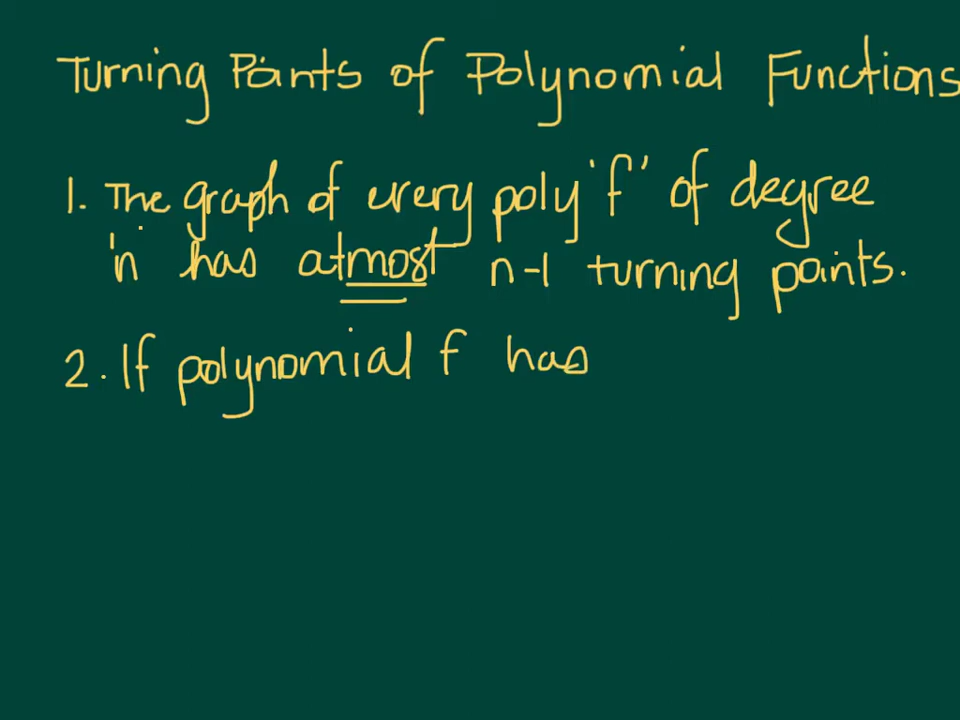 Turning Points of Polynomial Functions
1. The graph of every poly 'f' of degree
'n' has atmost n-1 turning points.
2. If polynomial f has